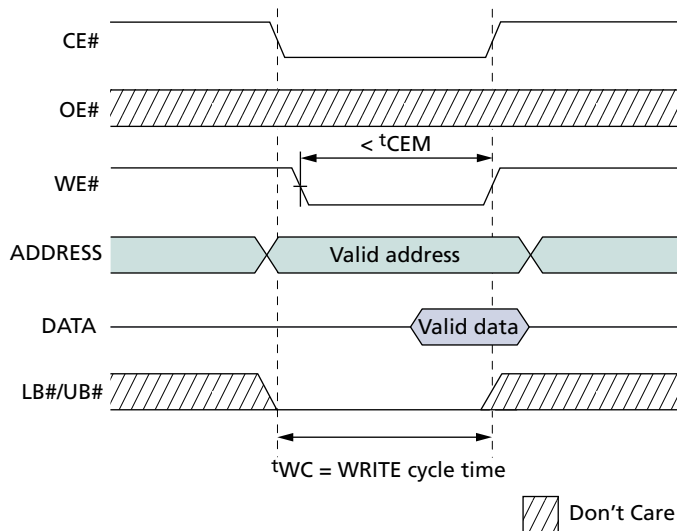 CE#
OE#
< tCEM
WE#
ADDRESS
Valid address
DATA
Valid data
LB#/UB#
tWC = WRITE cycle time
Don't Care